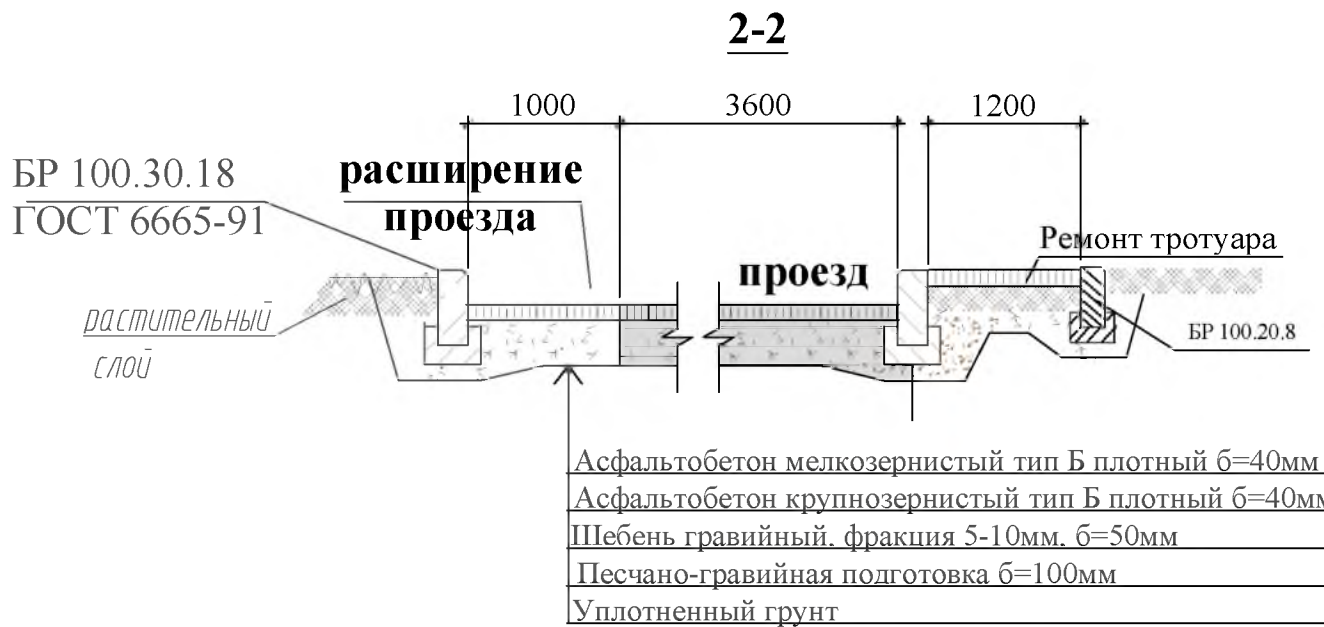 2-2
1000
3600
1200
БР 100.30.18
ГОСТ 6665-91
расширение
проезда
проезд
Ремонт тротуара
растительный
слой
БР 100.20.8
Асфальтобетон мелкозернистый тип Б плотный б=40мм
Асфальтобетон крупнозернистый тип Б плотный б=40мм
Щебень гравийный, фракция 5-10мм, б=50мм
Песчано-гравийная подготовка б=100мм
Уплотненный грунт